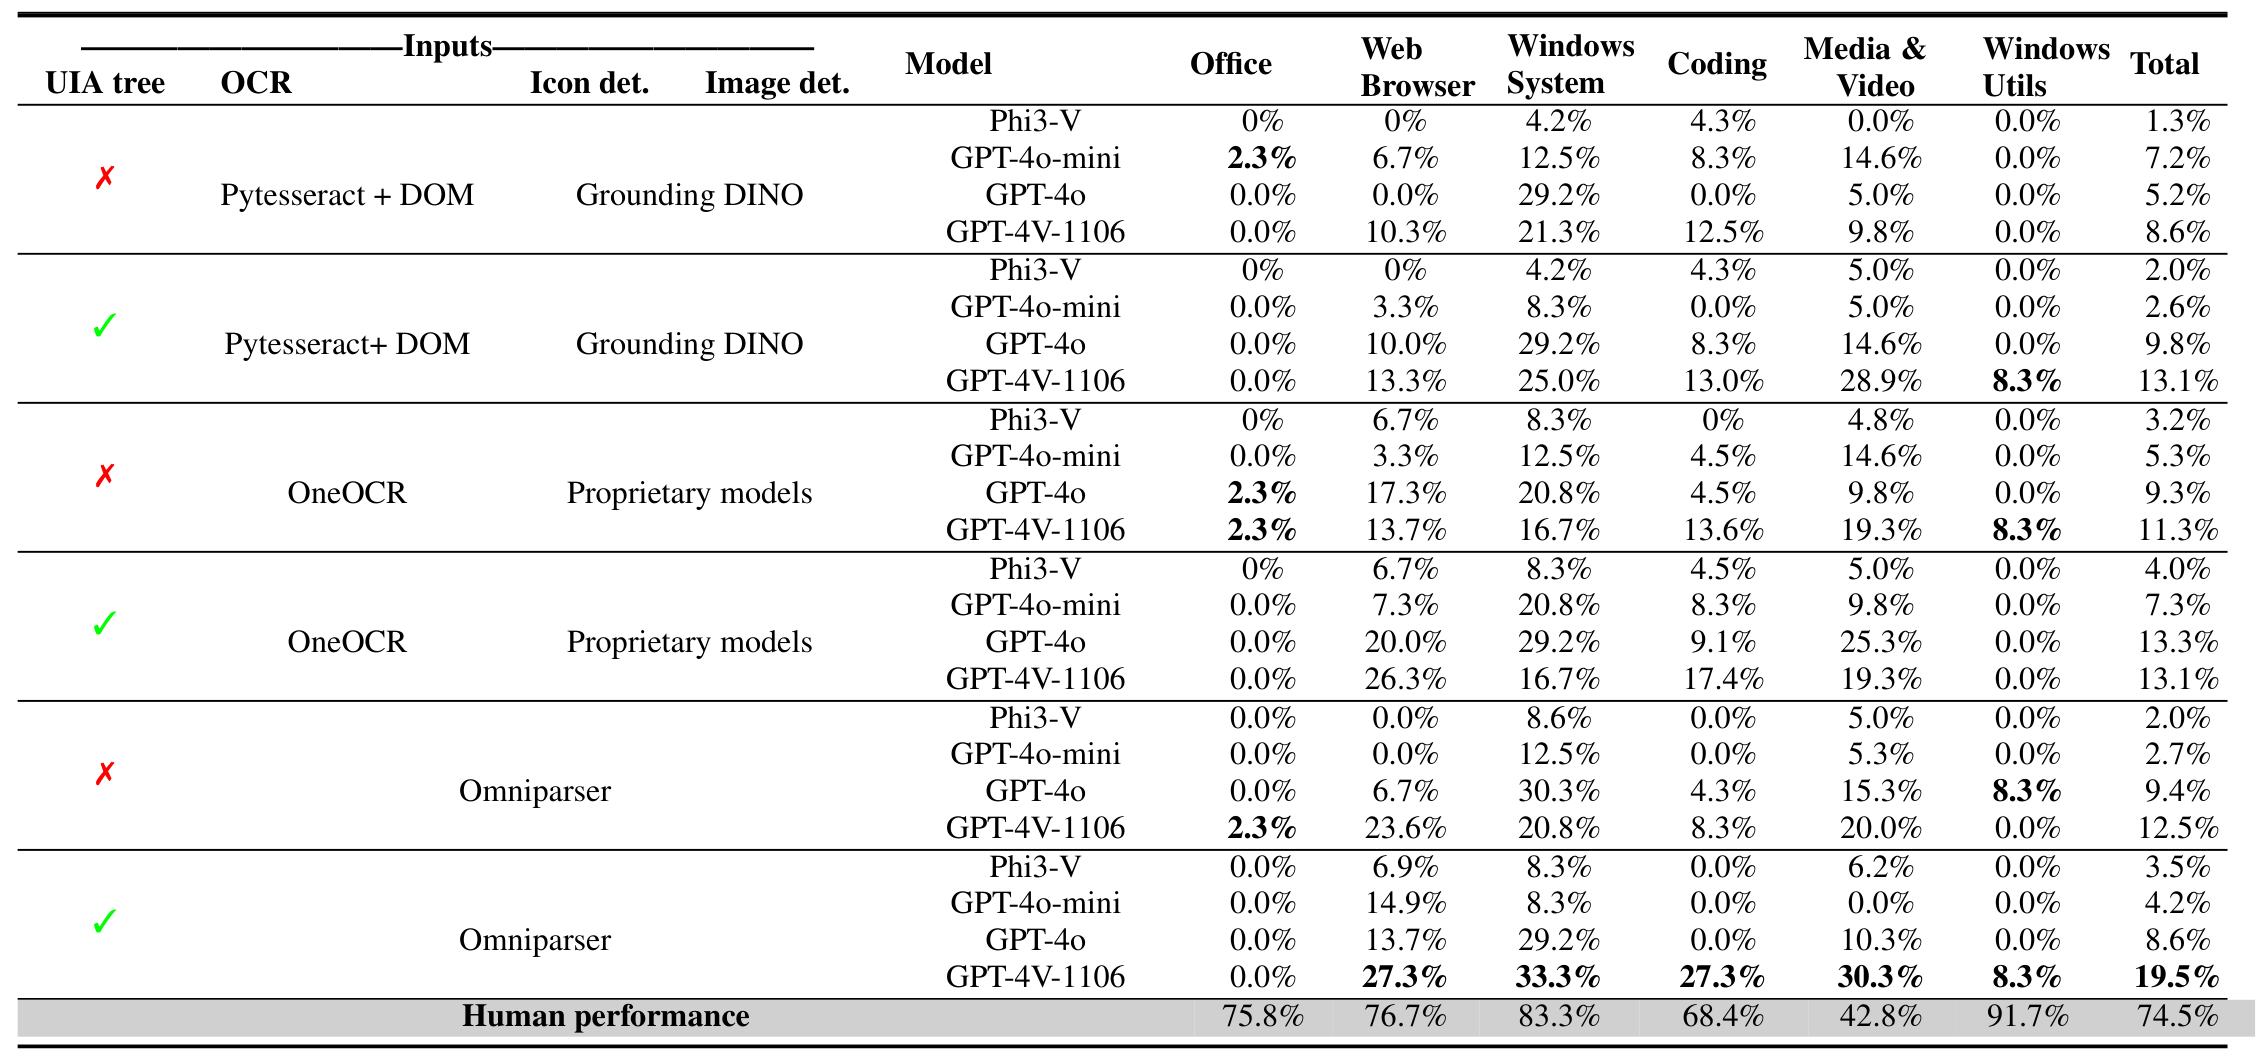 Inputs
UIA tree OCR Icon det. Image det. Model Office Web Browser Windows System Coding Media & Video Windows Utils Total
Phi3-V 0% 0% 4.2% 4.3% 0.0% 0.0% 1.3%
✗ GPT-4o-mini 2.3% 6.7% 12.5% 8.3% 14.6% 0.0% 7.2%
Pytesseract + DOM Grounding DINO GPT-4o 0.0% 0.0% 29.2% 0.0% 5.0% 0.0% 5.2%
GPT-4V-1106 0.0% 10.3% 21.3% 12.5% 9.8% 0.0% 8.6%
Phi3-V 0% 0% 4.2% 4.3% 5.0% 0.0% 2.0%
✓ GPT-4o-mini 0.0% 3.3% 8.3% 0.0% 5.0% 0.0% 2.6%
Pytesseract+ DOM Grounding DINO GPT-4o 0.0% 10.0% 29.2% 8.3% 14.6% 0.0% 9.8%
GPT-4V-1106 0.0% 13.3% 25.0% 13.0% 28.9% 8.3% 13.1%
Phi3-V 0% 6.7% 8.3% 0% 4.8% 0.0% 3.2%
✗ GPT-4o-mini 0.0% 3.3% 12.5% 4.5% 14.6% 0.0% 5.3%
OneOCR Proprietary models GPT-4o 2.3% 17.3% 20.8% 4.5% 9.8% 0.0% 9.3%
GPT-4V-1106 2.3% 13.7% 16.7% 13.6% 19.3% 8.3% 11.3%
Phi3-V 0% 6.7% 8.3% 4.5% 5.0% 0.0% 4.0%
✓ GPT-4o-mini 0.0% 7.3% 20.8% 8.3% 9.8% 0.0% 7.3%
OneOCR Proprietary models GPT-4o 0.0% 20.0% 29.2% 9.1% 25.3% 0.0% 13.3%
GPT-4V-1106 0.0% 26.3% 16.7% 17.4% 19.3% 0.0% 13.1%
Phi3-V 0.0% 0.0% 8.6% 0.0% 5.0% 0.0% 2.0%
✗ GPT-4o-mini 0.0% 0.0% 12.5% 0.0% 5.3% 0.0% 2.7%
Omniparser GPT-4o 0.0% 6.7% 30.3% 4.3% 15.3% 8.3% 9.4%
GPT-4V-1106 2.3% 23.6% 20.8% 8.3% 20.0% 0.0% 12.5%
Phi3-V 0.0% 6.9% 8.3% 0.0% 6.2% 0.0% 3.5%
✓ GPT-4o-mini 0.0% 14.9% 8.3% 0.0% 0.0% 0.0% 4.2%
Omniparser GPT-4o 0.0% 13.7% 29.2% 0.0% 10.3% 0.0% 8.6%
GPT-4V-1106 0.0% 27.3% 33.3% 27.3% 30.3% 8.3% 19.5%
Human performance 75.8% 76.7% 83.3% 68.4% 42.8% 91.7% 74.5%